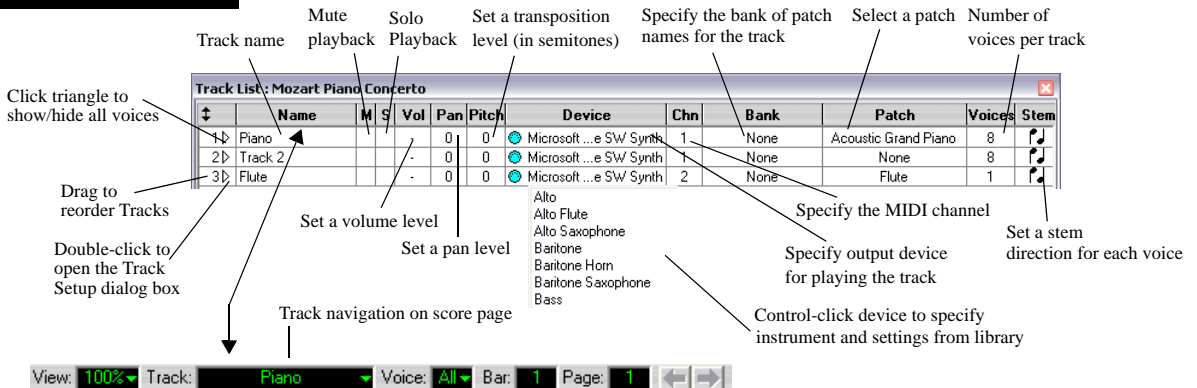 Track name
Mute
playback
Solo
Playback
Set a transposition
level (in semitones)
Specify the bank of patch
names for the track
Select a patch
Number of
voices per track
Click triangle to
show/hide all voices
Track List : Mozart Piano Concerto
Name M S Vol Pan Pitch Device Chn Bank Patch Voices Stem
1 Piano - 0 0 Microsoft ...e SW Synth 1 None Acoustic Grand Piano 8
2 Track 2 - 0 0 Microsoft ...e SW Synth 1 None None 8
3 Flute - 0 0 Microsoft ...e SW Synth 2 None Flute 1
Drag to
reorder Tracks
Double-click to
open the Track
Setup dialog box
Set a volume level
Set a pan level
Alto
Alto Flute
Alto Saxophone
Baritone
Baritone Horn
Baritone Saxophone
Bass
Specify the MIDI channel
Specify output device
for playing the track
Set a stem
direction for each voice
Control-click device to specify
instrument and settings from library
Track navigation on score page
View: 100% Track: Piano Voice: All Bar: 1 Page: 1